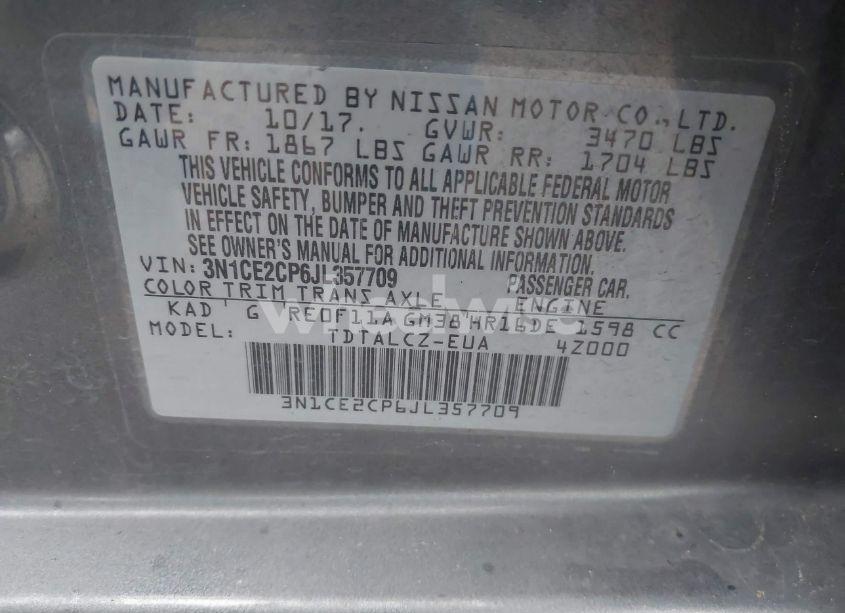 MANUFACTURED BY NISSAN MOTOR CO., LTD.
DATE: 10/17. GVWR: 3470 LBS
GAWR FR: 1867 LBS GAWR RR: 1704 LBS
THIS VEHICLE CONFORMS TO ALL APPLICABLE FEDERAL MOTOR
VEHICLE SAFETY, BUMPER AND THEFT PREVENTION STANDARDS
IN EFFECT ON THE DATE OF MANUFACTURE SHOWN ABOVE.
SEE OWNER'S MANUAL FOR ADDITIONAL INFORMATION.
VIN: 3N1CE2CP6JL357709 PASSENGER CAR.
COLOR TRIM TRANS AXLE ENGINE
KAD ' G ' RE0F11A GM38 ' HR16DE 1598 CC
MODEL: TDTALCZ-EUA 4Z000
3N1CE2CP6JL357709